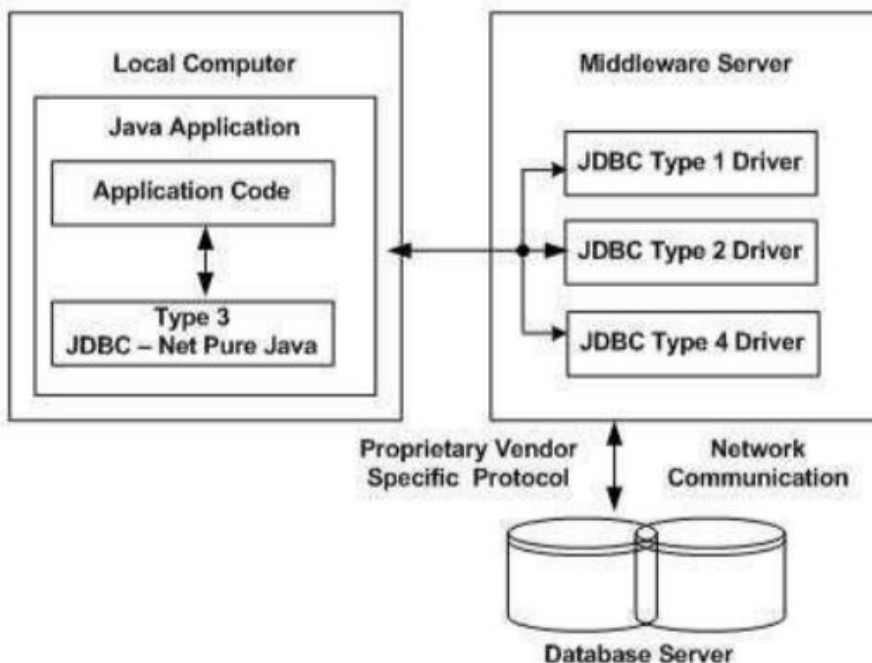 Local Computer
Java Application
Application Code
Type 3
JDBC – Net Pure Java
Middleware Server
JDBC Type 1 Driver
JDBC Type 2 Driver
JDBC Type 4 Driver
Proprietary Vendor
Specific Protocol
Network
Communication
Database Server